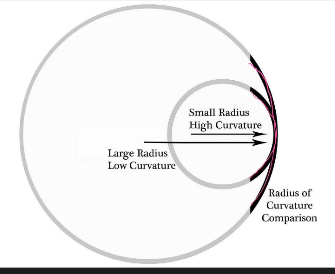 Small Radius
High Curvature
Large Radius
Low Curvature
Radius of
Curvature
Comparison